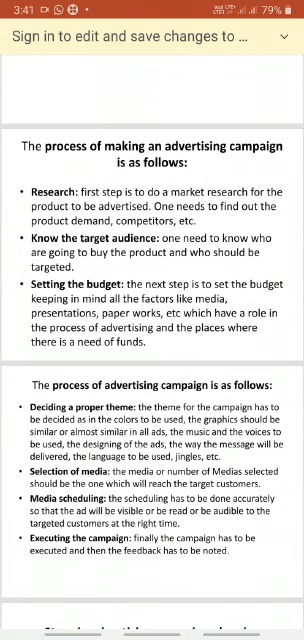 3:41
79%
Sign in to edit and save changes to ...
The process of making an advertising campaign
is as follows:
• Research: first step is to do a market research for the
product to be advertised. One needs to find out the
product demand, competitors, etc.
• Know the target audience: one need to know who
are going to buy the product and who should be
targeted.
• Setting the budget: the next step is to set the budget
keeping in mind all the factors like media,
presentations, paper works, etc which have a role in
the process of advertising and the places where
there is a need of funds.
The process of advertising campaign is as follows:
• Deciding a proper theme: the theme for the campaign has to
be decided as in the colors to be used, the graphics should be
similar or almost similar in all ads, the music and the voices to
be used, the designing of the ads, the way the message will be
delivered, the language to be used, jingles, etc.
• Selection of media: the media or number of Medias selected
should be the one which will reach the target customers.
• Media scheduling: the scheduling has to be done accurately
so that the ad will be visible or be read or be audible to the
targeted customers at the right time.
• Executing the campaign: finally the campaign has to be
executed and then the feedback has to be noted.